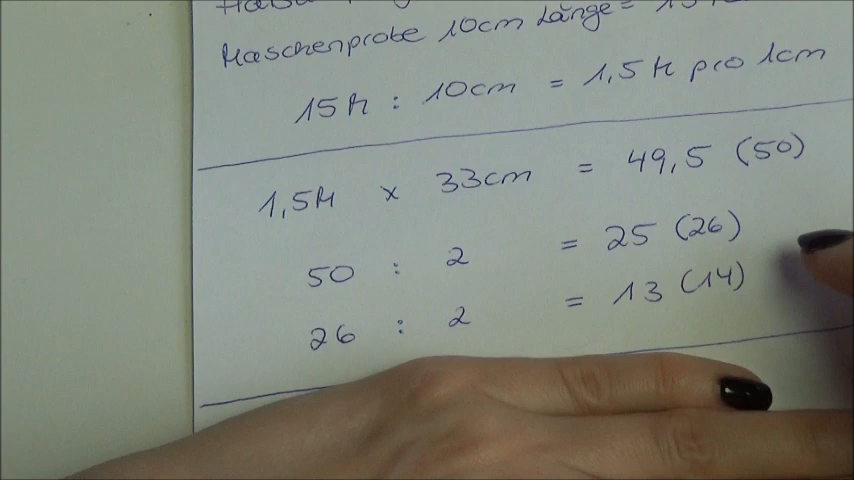 Maschenprobe 10cm Länge =
15M : 10cm = 1,5M pro 1cm
1,5M x 33cm = 49,5 (50)
50 : 2 = 25 (26)
26 : 2 = 13 (14)